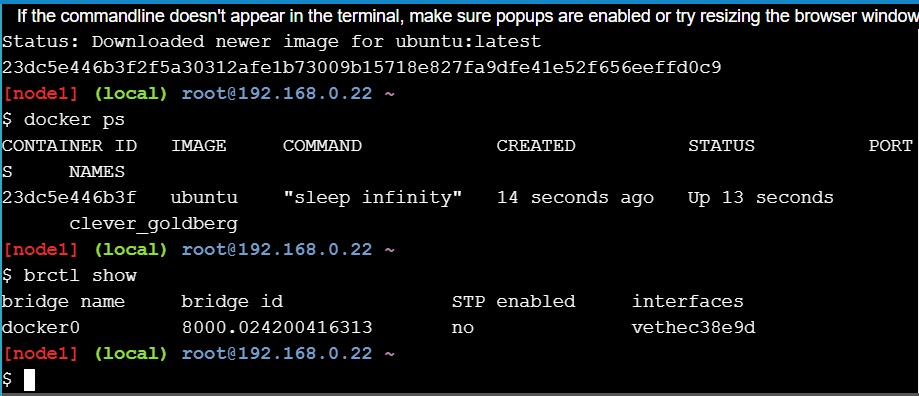 If the commandline doesn't appear in the terminal, make sure popups are enabled or try resizing the browser window
Status: Downloaded newer image for ubuntu:latest
23dc5e446b3f2f5a30312afe1b73009b15718e827fa9dfe41e52f656eeffd0c9
[node1] (local) root@192.168.0.22 ~
$ docker ps
CONTAINER ID   IMAGE     COMMAND            CREATED          STATUS          PORT
S     NAMES
23dc5e446b3f   ubuntu    "sleep infinity"   14 seconds ago   Up 13 seconds
      clever_goldberg
[node1] (local) root@192.168.0.22 ~
$ brctl show
bridge name     bridge id               STP enabled     interfaces
docker0         8000.024200416313       no              vethec38e9d
[node1] (local) root@192.168.0.22 ~
$